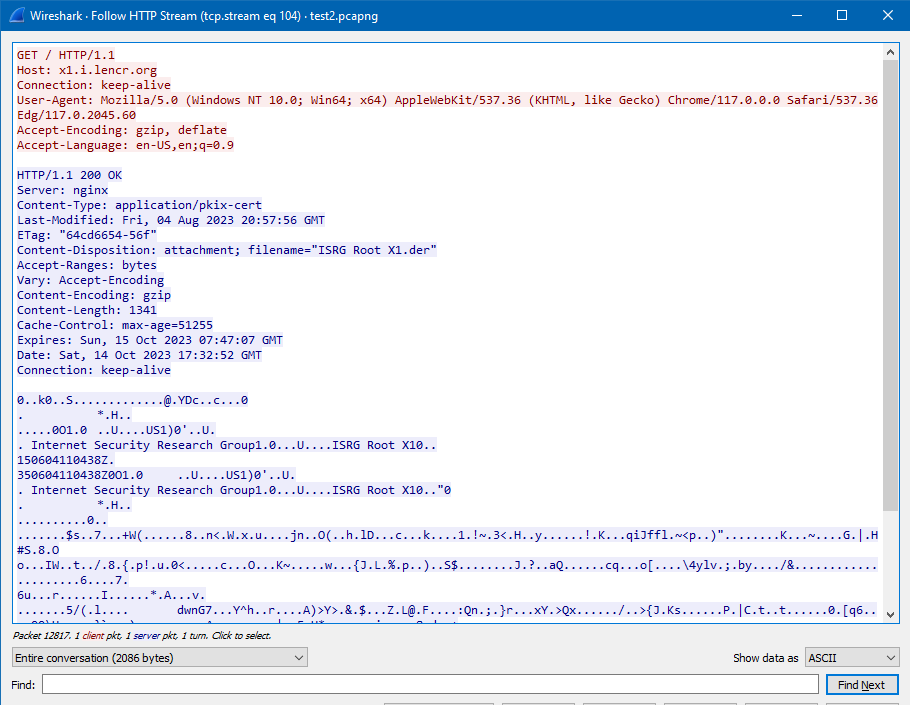 Wireshark · Follow HTTP Stream (tcp.stream eq 104) · test2.pcapng
GET / HTTP/1.1
Host: x1.i.lencr.org
Connection: keep-alive
User-Agent: Mozilla/5.0 (Windows NT 10.0; Win64; x64) AppleWebKit/537.36 (KHTML, like Gecko) Chrome/117.0.0.0 Safari/537.36
Edg/117.0.2045.60
Accept-Encoding: gzip, deflate
Accept-Language: en-US,en;q=0.9
HTTP/1.1 200 OK
Server: nginx
Content-Type: application/pkix-cert
Last-Modified: Fri, 04 Aug 2023 20:57:56 GMT
ETag: "64cd6654-56f"
Content-Disposition: attachment; filename="ISRG Root X1.der"
Accept-Ranges: bytes
Vary: Accept-Encoding
Content-Encoding: gzip
Content-Length: 1341
Cache-Control: max-age=51255
Expires: Sun, 15 Oct 2023 07:47:07 GMT
Date: Sat, 14 Oct 2023 17:32:52 GMT
Connection: keep-alive
0..k0..S.............@.YDc..c...0
. *.H..
.....0O1.0 ..U....US1)0'..U.
. Internet Security Research Group1.0...U....ISRG Root X10..
150604110438Z.
350604110438Z0O1.0 ..U....US1)0'..U.
. Internet Security Research Group1.0...U....ISRG Root X10.."0
. *.H..
..........0..
.......$s..7...+W(......8..n<.W.x.u....jn..O(..h.lD...c...k....1.!~.3<.H..y......!.K...qiJffl.~<p..)"........K...~....G.|.H
#S.8.O
o...IW..t../.8.{.p!.u.0<.....c...O...K~.....w...{J.L.%.p..)..S$........J.?..aQ......cq...o[....\4ylv.;.by..../&............
..........6....7.
6u...r......I......*.A...v.
.......5/(.l.... dwnG7...Y^h..r....A)>Y>.&.$...Z.L@.F....:Qn.;.}r...xY.>Qx....../..>{J.Ks......P.|C.t..t......0.[q6..
Packet 12817. 1 client pkt, 1 server pkt, 1 turn. Click to select.
Entire conversation (2086 bytes)
Show data as
ASCII
Find:
Find Next